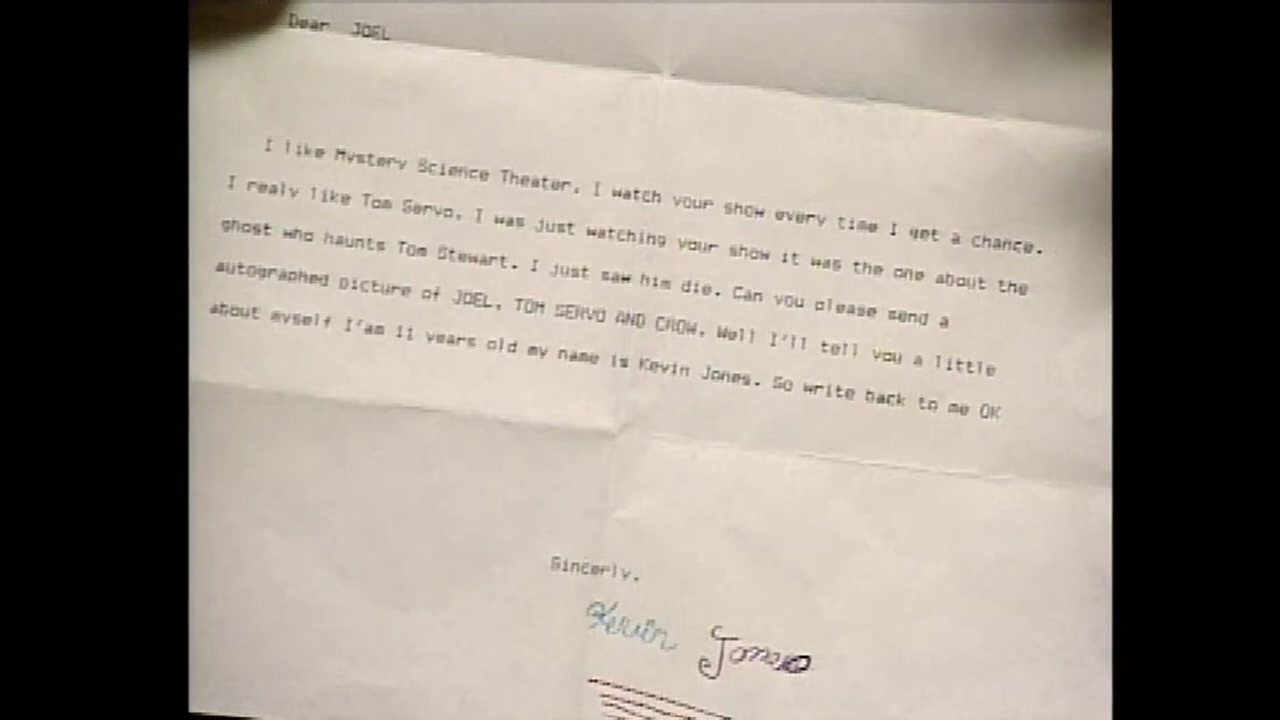 Dear JOEL
I like Mystery Science Theater. I watch your show every time I get a chance.
I realy like Tom Servo. I was just watching your show it was the one about the
ghost who haunts Tom Stewart. I just saw him die. Can you please send a
autographed picture of JOEL, TOM SERVO AND CROW. Well I'll tell you a little
about myself I'am 11 years old my name is Kevin Jones. So write back to me OK
Sincerly,
Kevin Jones